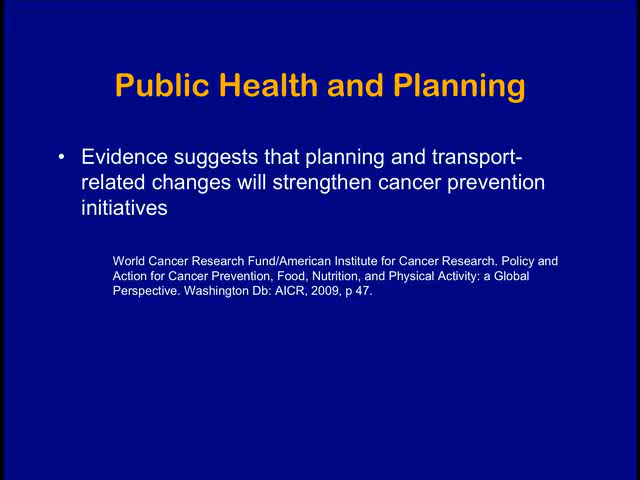 Public Health and Planning
• Evidence suggests that planning and transport-
related changes will strengthen cancer prevention
initiatives
World Cancer Research Fund/American Institute for Cancer Research. Policy and
Action for Cancer Prevention, Food, Nutrition, and Physical Activity: a Global
Perspective. Washington Db: AICR, 2009, p 47.